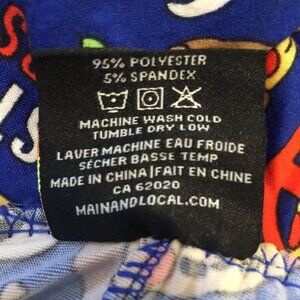 95% POLYESTER
5% SPANDEX
MACHINE WASH COLD
TUMBLE DRY LOW
LAVER MACHINE EAU FROIDE
SÉCHER BASSE TEMP
MADE IN CHINA|FAIT EN CHINE
CA 62020
MAINANDLOCAL.COM